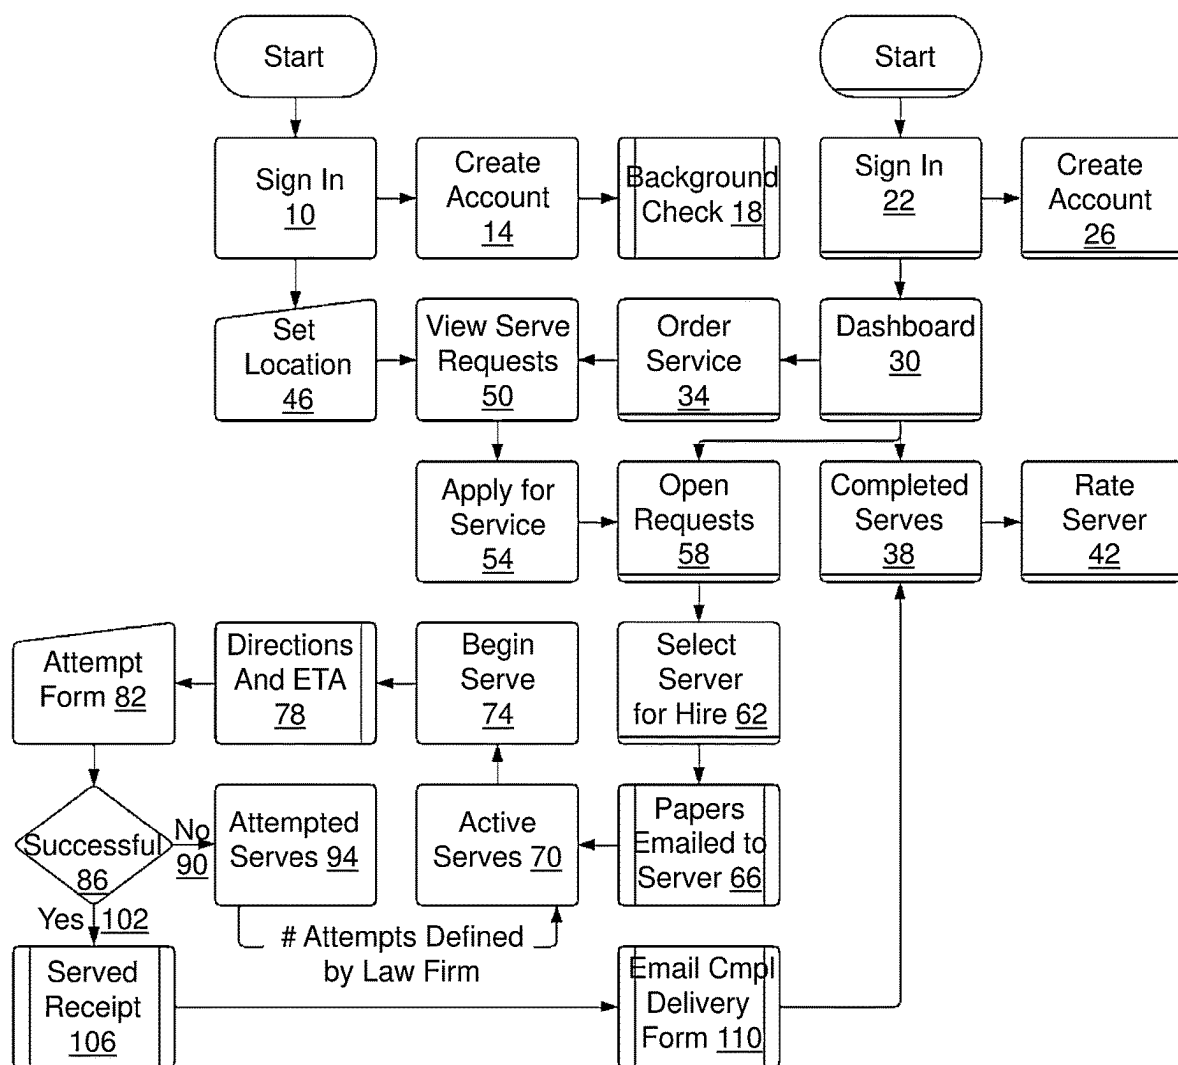 Start
Start
Sign In
10
Create
Account
14
Background
Check 18
Sign In
22
Create
Account
26
Set
Location
46
View Serve
Requests
50
Order
Service
34
Dashboard
30
Apply for
Service
54
Open
Requests
58
Completed
Serves
38
Rate
Server
42
Attempt
Form 82
Directions
And ETA
78
Begin
Serve
74
Select
Server
for Hire 62
Successful
86
No
90
Attempted
Serves 94
Active
Serves 70
Papers
Emailed to
Server 66
Yes 102
# Attempts Defined
by Law Firm
Served
Receipt
106
Email Cmpl
Delivery
Form 110